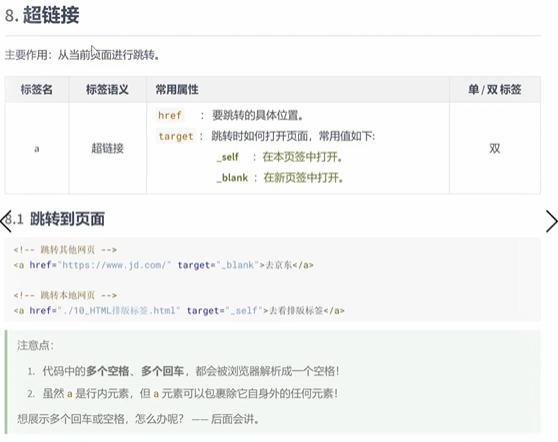 8. 超链接
主要作用：从当前页面进行跳转。
标签名 标签语义 常用属性 单 / 双 标签
a 超链接 href ：要跳转的具体位置。 双
target ：跳转时如何打开页面，常用值如下:
_self ：在本页签中打开。
_blank ：在新页签中打开。
8.1 跳转到页面
<!-- 跳转其他网页 -->
<a href="https://www.jd.com/" target="_blank">去京东</a>
<!-- 跳转本地网页 -->
<a href="./10_HTML排版标签.html" target="_self">去看排版标签</a>
注意点：
1. 代码中的多个空格、多个回车，都会被浏览器解析成一个空格！
2. 虽然 a 是行内元素，但 a 元素可以包裹除它自身外的任何元素！
想展示多个回车或空格，怎么办呢？ —— 后面会讲。